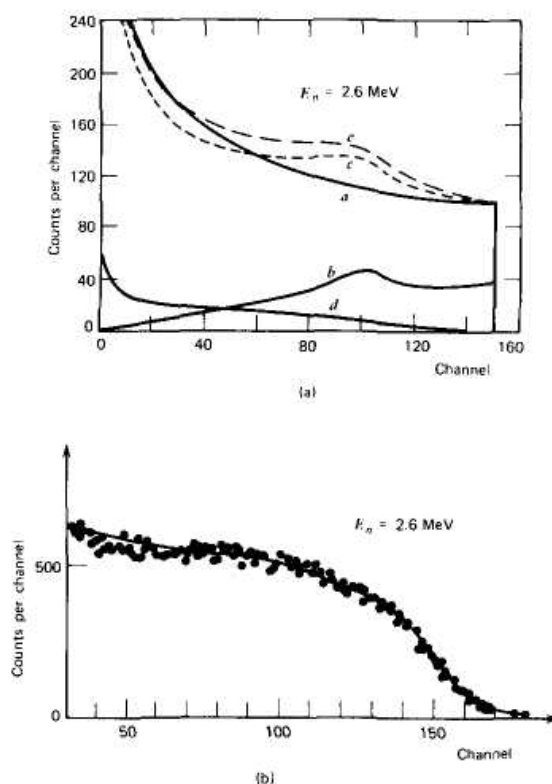 240
200
160
120
80
40
0
Counts per channel
E_n = 2.6 MeV
e
c
a
b
d
0 40 80 120 160
Channel
(a)
500
0
Counts per channel
E_n = 2.6 MeV
50 100 150
Channel
(b)